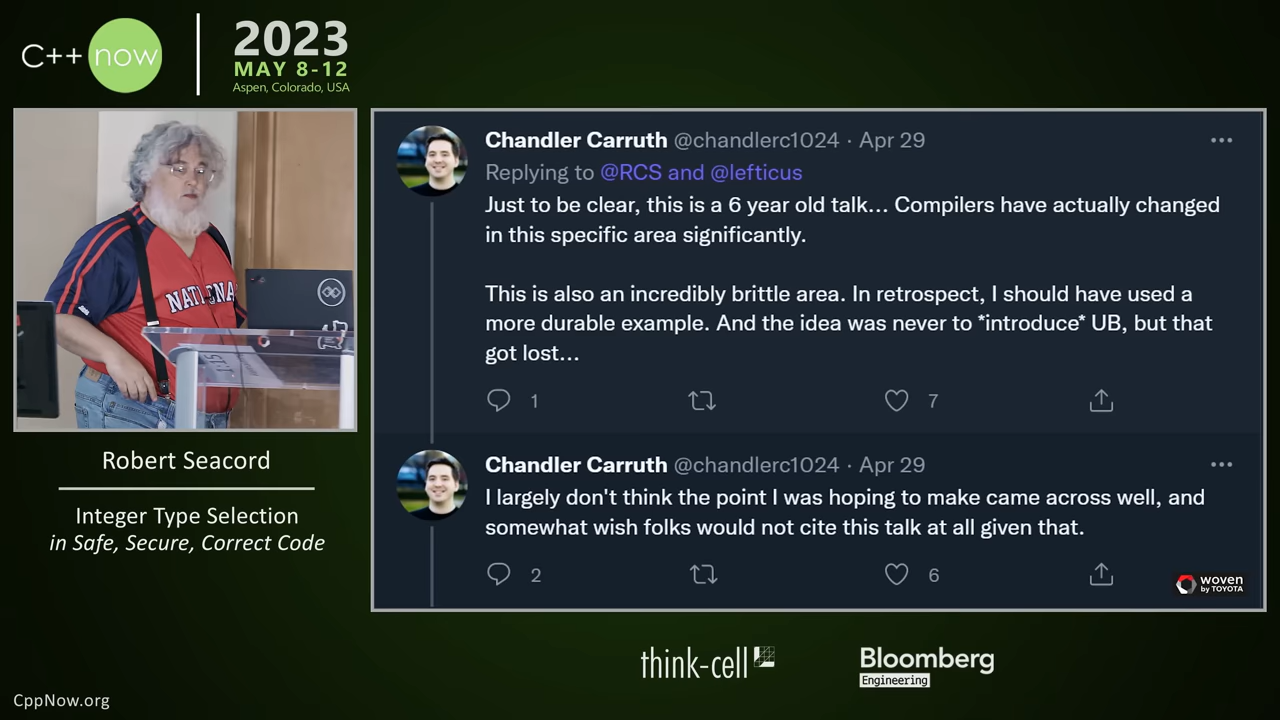 C++ now
2023
MAY 8-12
Aspen, Colorado, USA
NATIONA
1:15
Robert Seacord
Integer Type Selection
in Safe, Secure, Correct Code
Chandler Carruth @chandlerc1024 · Apr 29
Replying to @RCS and @lefticus
Just to be clear, this is a 6 year old talk... Compilers have actually changed
in this specific area significantly.
This is also an incredibly brittle area. In retrospect, I should have used a
more durable example. And the idea was never to *introduce* UB, but that
got lost...
1 7
Chandler Carruth @chandlerc1024 · Apr 29
I largely don't think the point I was hoping to make came across well, and
somewhat wish folks would not cite this talk at all given that.
2 6
woven
by TOYOTA
think-cell
Bloomberg
Engineering
CppNow.org